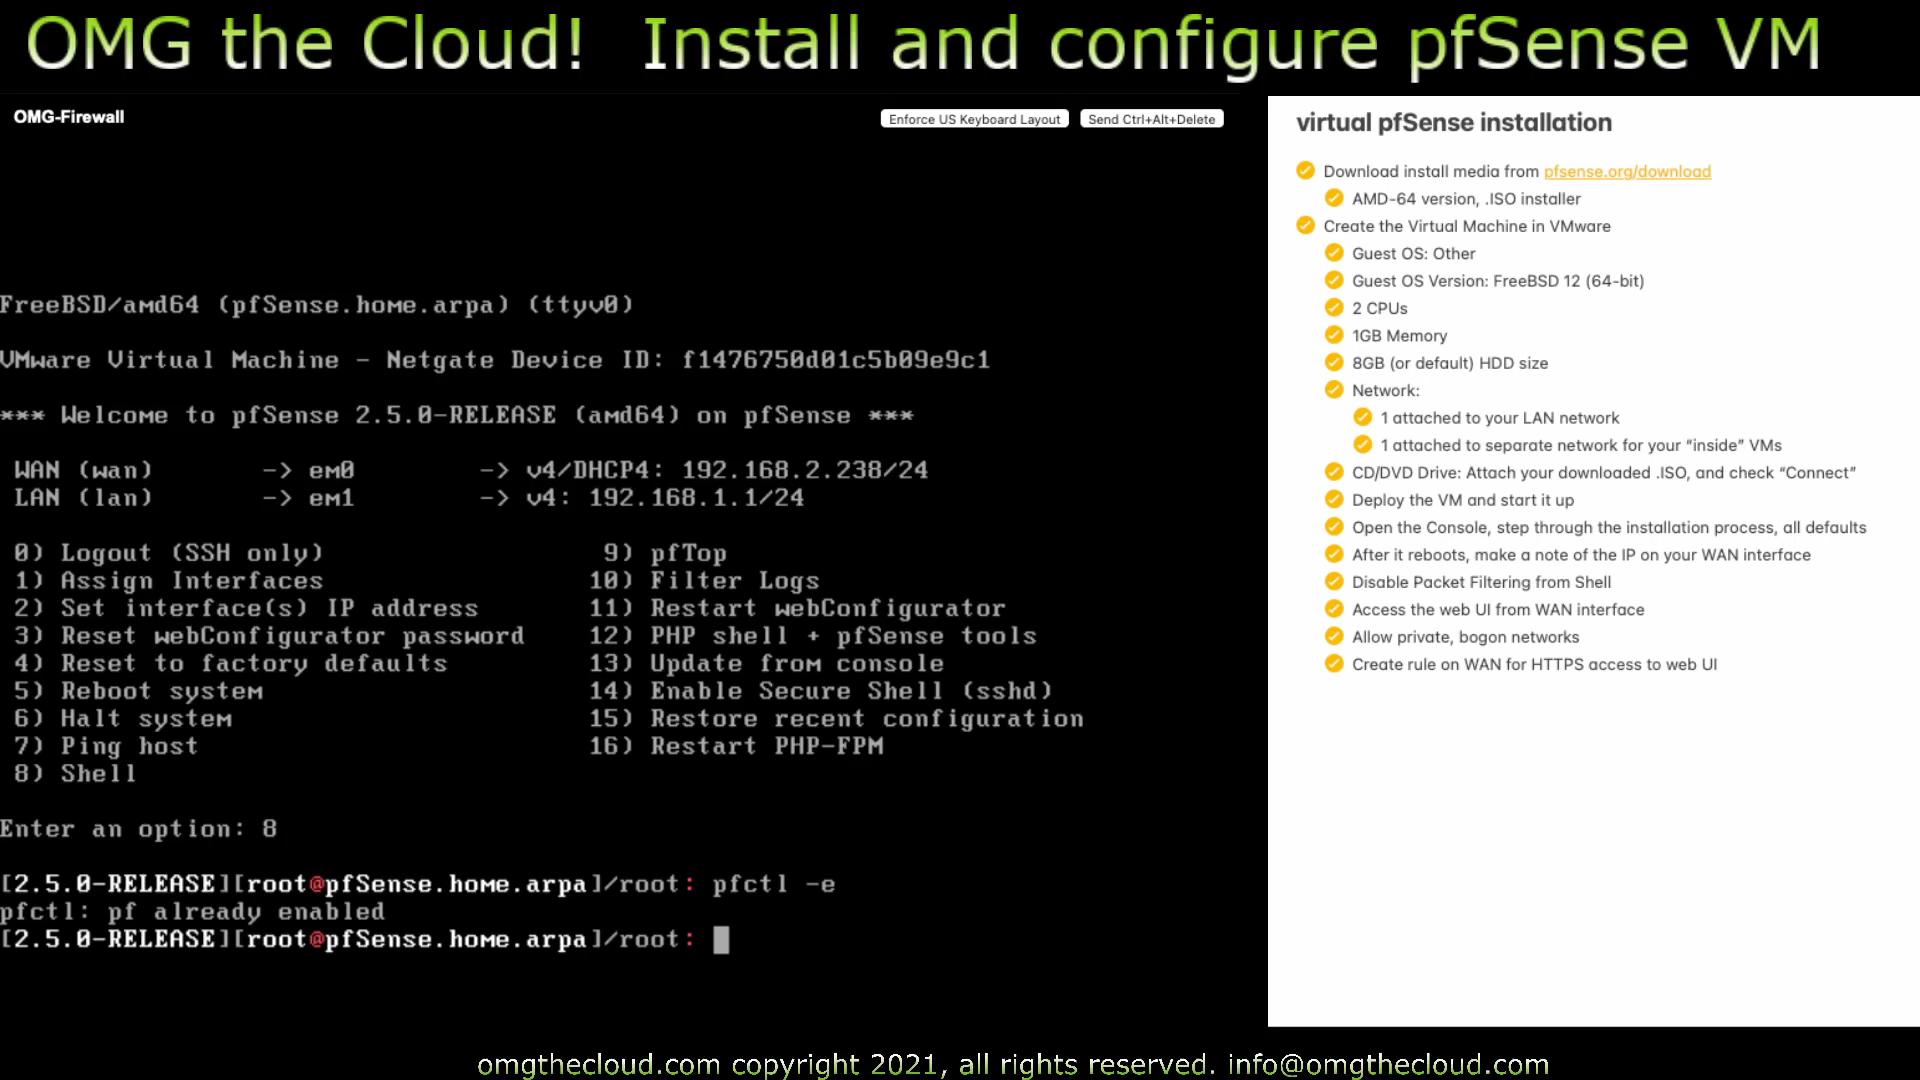 OMG the Cloud!  Install and configure pfSense VM
OMG-Firewall
Enforce US Keyboard Layout
Send Ctrl+Alt+Delete
FreeBSD/amd64 (pfSense.home.arpa) (ttyv0)
VMware Virtual Machine - Netgate Device ID: f1476750d01c5b09e9c1
*** Welcome to pfSense 2.5.0-RELEASE (amd64) on pfSense ***
WAN (wan)       -> em0        -> v4/DHCP4: 192.168.2.238/24
LAN (lan)       -> em1        -> v4: 192.168.1.1/24
0) Logout (SSH only)                  9) pfTop
1) Assign Interfaces                 10) Filter Logs
2) Set interface(s) IP address       11) Restart webConfigurator
3) Reset webConfigurator password    12) PHP shell + pfSense tools
4) Reset to factory defaults         13) Update from console
5) Reboot system                     14) Enable Secure Shell (sshd)
6) Halt system                       15) Restore recent configuration
7) Ping host                         16) Restart PHP-FPM
8) Shell
Enter an option: 8
[2.5.0-RELEASE][root@pfSense.home.arpa]/root: pfctl -e
pfctl: pf already enabled
[2.5.0-RELEASE][root@pfSense.home.arpa]/root:
virtual pfSense installation
Download install media from pfsense.org/download
AMD-64 version, .ISO installer
Create the Virtual Machine in VMware
Guest OS: Other
Guest OS Version: FreeBSD 12 (64-bit)
2 CPUs
1GB Memory
8GB (or default) HDD size
Network:
1 attached to your LAN network
1 attached to separate network for your “inside” VMs
CD/DVD Drive: Attach your downloaded .ISO, and check “Connect”
Deploy the VM and start it up
Open the Console, step through the installation process, all defaults
After it reboots, make a note of the IP on your WAN interface
Disable Packet Filtering from Shell
Access the web UI from WAN interface
Allow private, bogon networks
Create rule on WAN for HTTPS access to web UI
omgthecloud.com copyright 2021, all rights reserved. info@omgthecloud.com